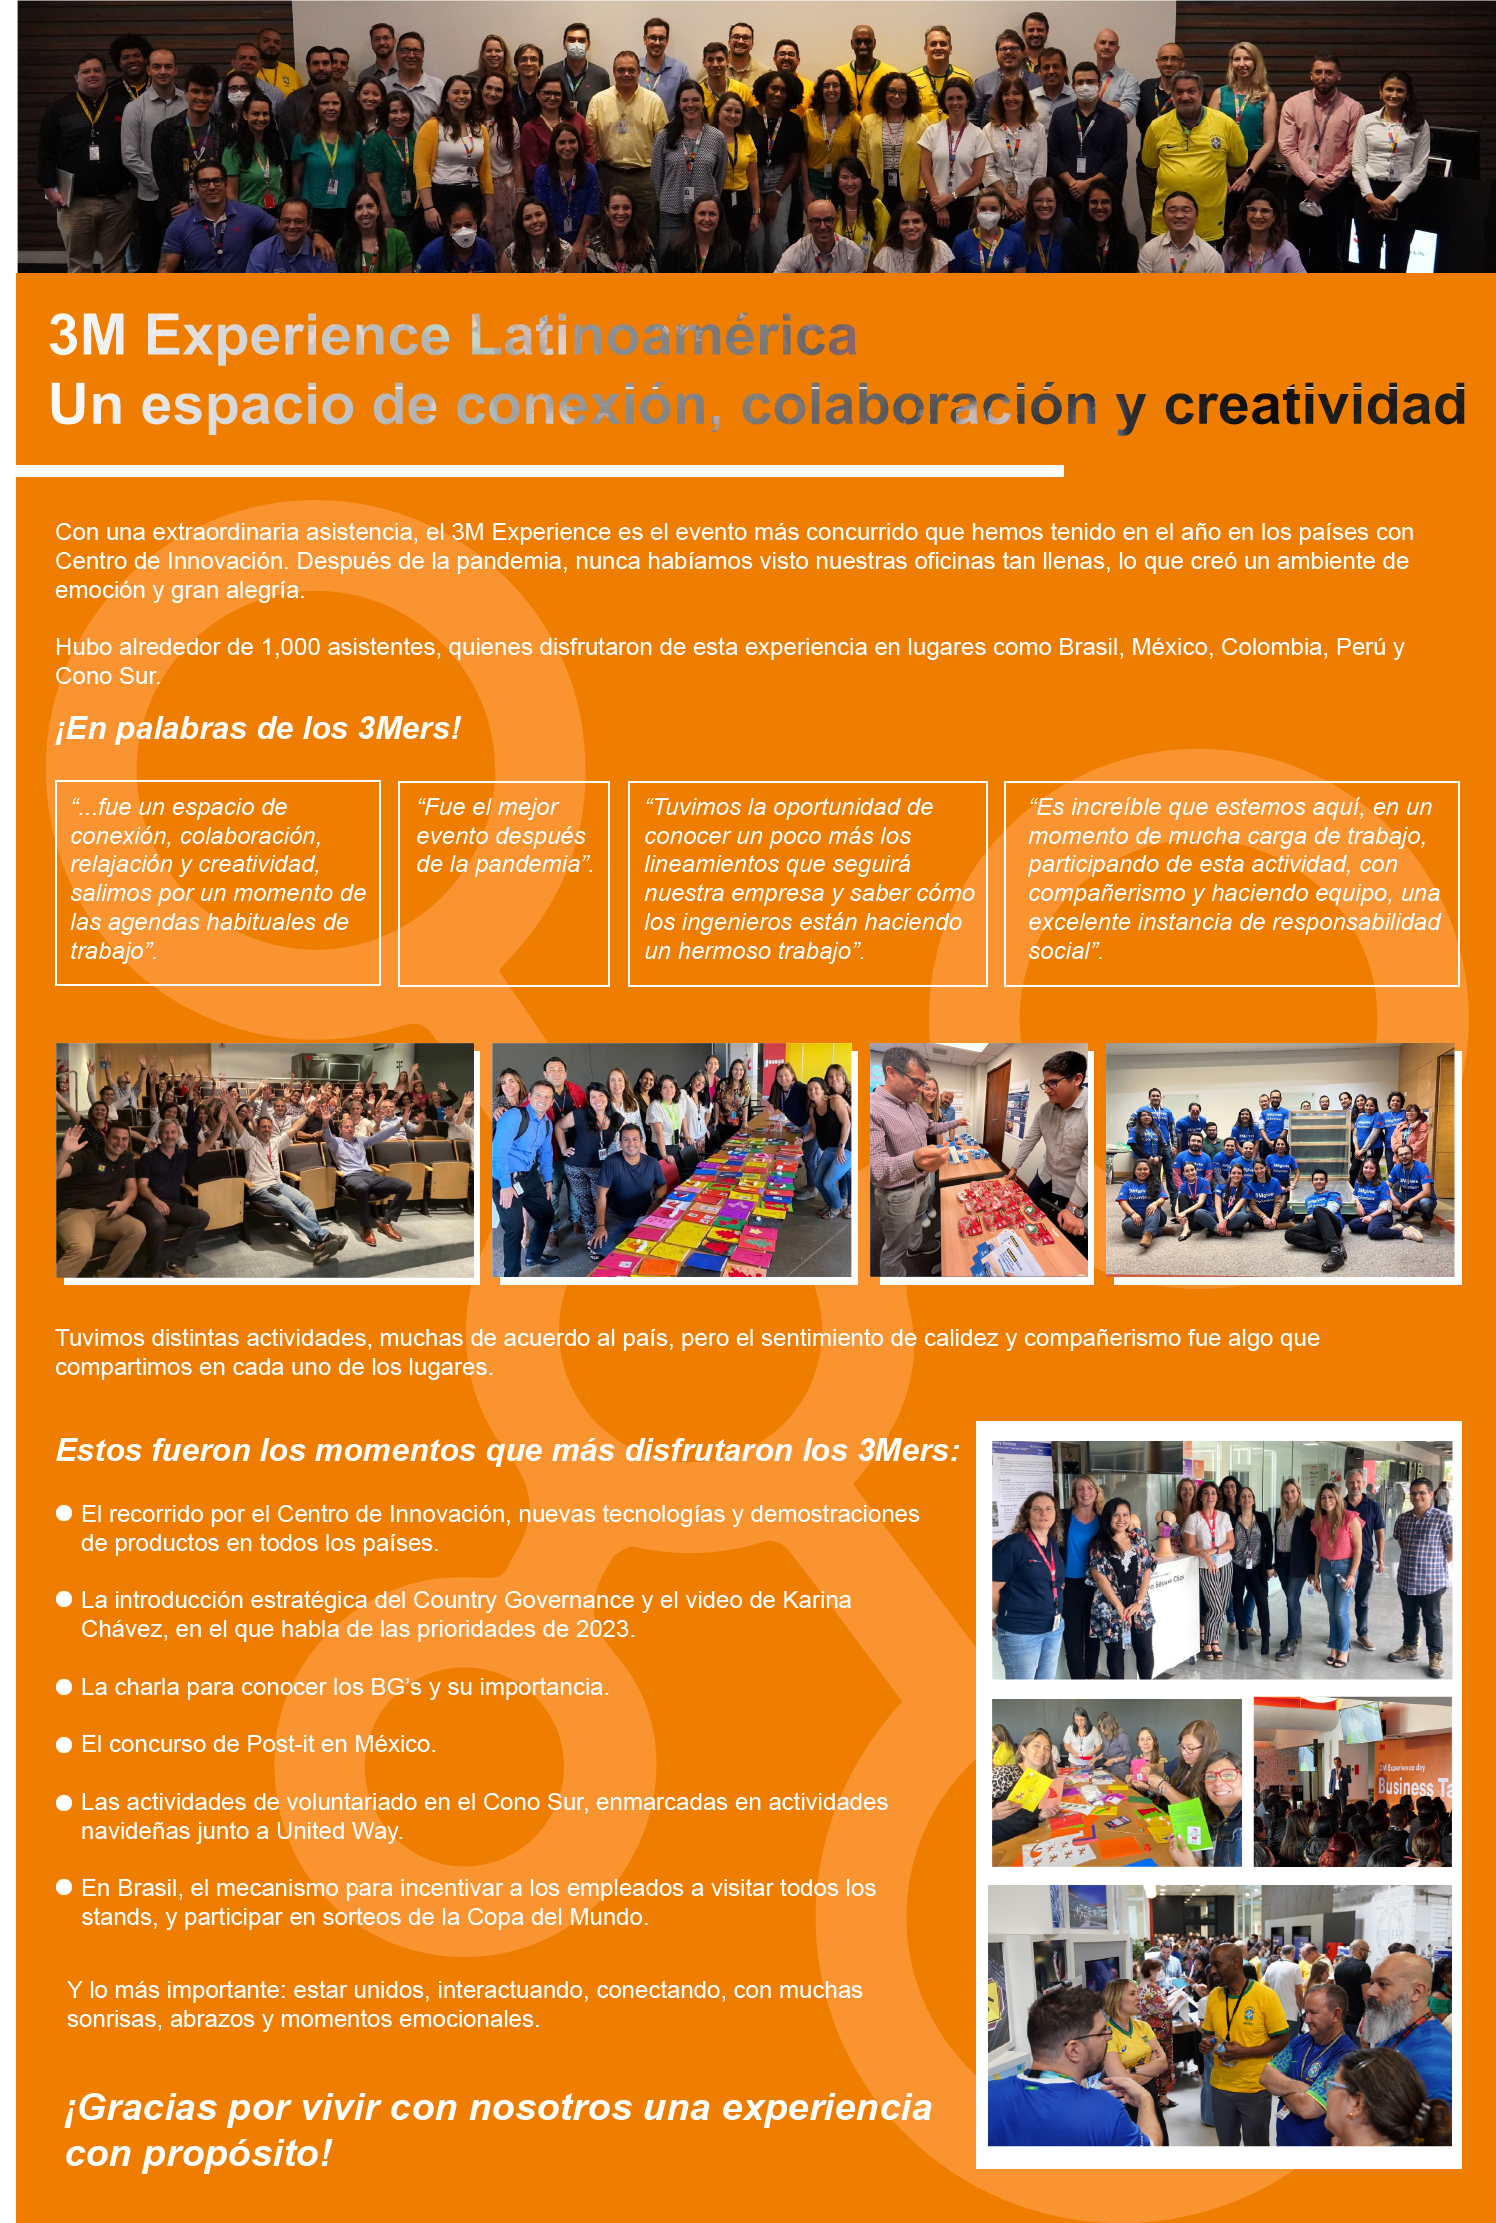 3M Experience Latinoamérica
Un espacio de conexión, colaboración y creatividad
Con una extraordinaria asistencia, el 3M Experience es el evento más concurrido que hemos tenido en el año en los países con
Centro de Innovación. Después de la pandemia, nunca habíamos visto nuestras oficinas tan llenas, lo que creó un ambiente de
emoción y gran alegría.
Hubo alrededor de 1,000 asistentes, quienes disfrutaron de esta experiencia en lugares como Brasil, México, Colombia, Perú y
Cono Sur.
¡En palabras de los 3Mers!
“...fue un espacio de
conexión, colaboración,
relajación y creatividad,
salimos por un momento de
las agendas habituales de
trabajo”.
“Fue el mejor
evento después
de la pandemia”.
“Tuvimos la oportunidad de
conocer un poco más los
lineamientos que seguirá
nuestra empresa y saber cómo
los ingenieros están haciendo
un hermoso trabajo”.
“Es increíble que estemos aquí, en un
momento de mucha carga de trabajo,
participando de esta actividad, con
compañerismo y haciendo equipo, una
excelente instancia de responsabilidad
social”.
Tuvimos distintas actividades, muchas de acuerdo al país, pero el sentimiento de calidez y compañerismo fue algo que
compartimos en cada uno de los lugares.
Estos fueron los momentos que más disfrutaron los 3Mers:
El recorrido por el Centro de Innovación, nuevas tecnologías y demostraciones
de productos en todos los países.
La introducción estratégica del Country Governance y el video de Karina
Chávez, en el que habla de las prioridades de 2023.
La charla para conocer los BG’s y su importancia.
El concurso de Post-it en México.
Las actividades de voluntariado en el Cono Sur, enmarcadas en actividades
navideñas junto a United Way.
En Brasil, el mecanismo para incentivar a los empleados a visitar todos los
stands, y participar en sorteos de la Copa del Mundo.
Y lo más importante: estar unidos, interactuando, conectando, con muchas
sonrisas, abrazos y momentos emocionales.
¡Gracias por vivir con nosotros una experiencia
con propósito!
Secure Click
3M Experience day
Business Ta